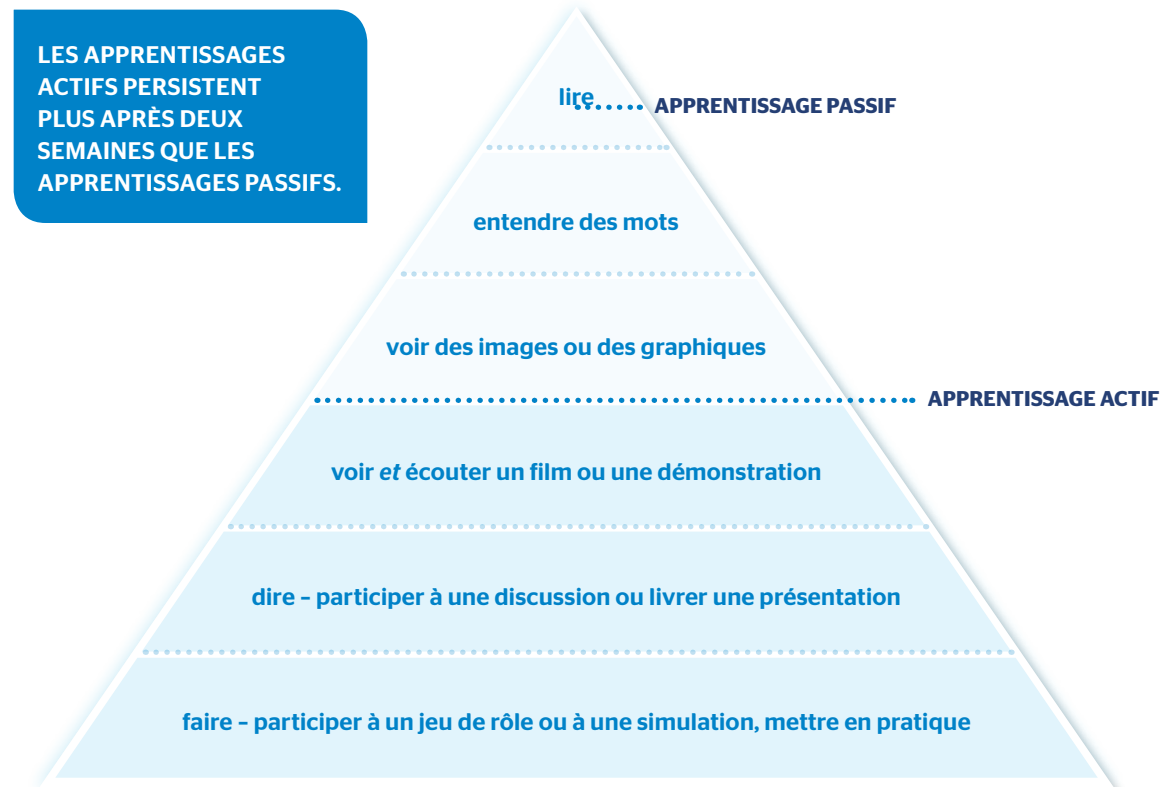 LES APPRENTISSAGES
ACTIFS PERSISTENT
PLUS APRÈS DEUX
SEMAINES QUE LES
APPRENTISSAGES PASSIFS.
lire
APPRENTISSAGE PASSIF
entendre des mots
voir des images ou des graphiques
APPRENTISSAGE ACTIF
voir et écouter un film ou une démonstration
dire – participer à une discussion ou livrer une présentation
faire – participer à un jeu de rôle ou à une simulation, mettre en pratique